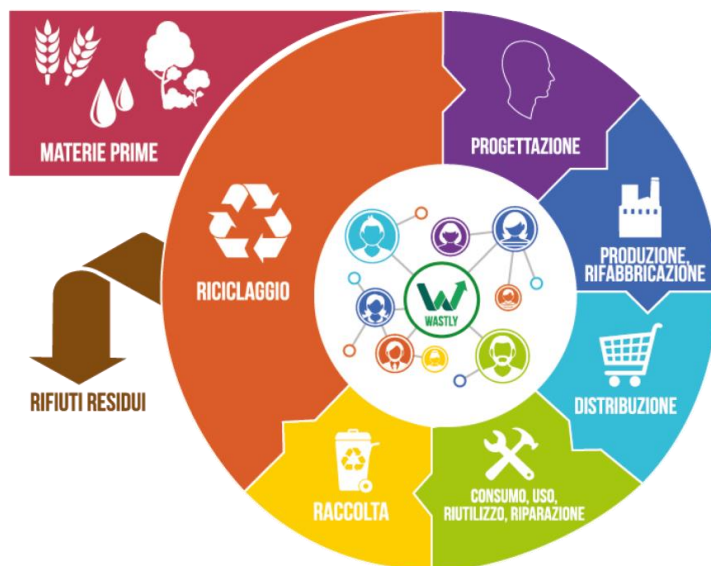 MATERIE PRIME
PROGETTAZIONE
PRODUZIONE,
RIFABBRICAZIONE
DISTRIBUZIONE
CONSUMO, USO,
RIUTILIZZO, RIPARAZIONE
RACCOLTA
RICICLAGGIO
RIFIUTI RESIDUI
WASTLY